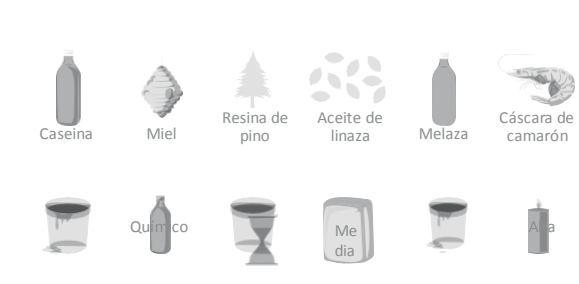 Caseina
Miel
Resina de
pino
Aceite de
linaza
Melaza
Cáscara de
camarón
Químico
Me
dia
Alta